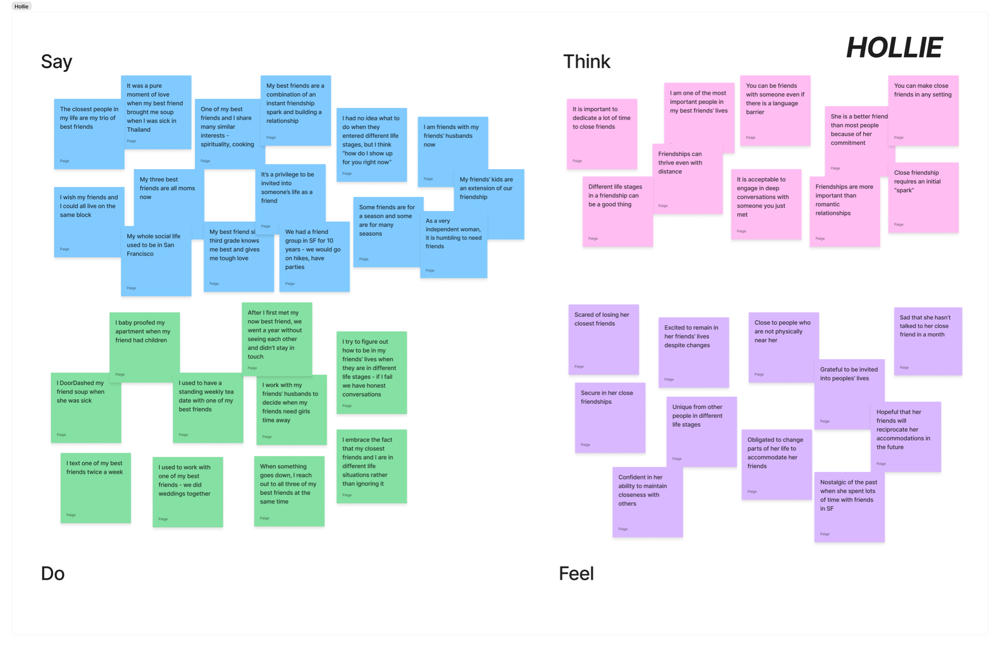 Hollie
HOLLIE
Say
The closest people in
my life are my trio of
best friends
Paige
It was a pure
moment of love
when my best friend
brought me soup
when I was sick in
Thailand
Paige
One of my best
friends and I share
many similar
interests -
spirituality, cooking
Paige
My best friends are a
combination of an
instant friendship
spark and building a
relationship
Paige
I had no idea what to
do when they
entered different life
stages, but I think
“how do I show up
for you right now”
Paige
I am friends with my
friends’ husbands
now
Paige
My friends’ kids are
an extension of our
friendship
I wish my friends and
I could all live on the
same block
Paige
My three best
friends are all moms
now
My whole social life
used to be in San
Francisco
Paige
My best friend si
third grade knows
me best and gives
me tough love
Paige
It’s a privilege to be
invited into
someone’s life as a
friend
Paige
We had a friend
group in SF for 10
years - we would go
on hikes, have
parties
Paige
Some friends are for
a season and some
are for many
seasons
Paige
As a very
independent woman,
it is humbling to need
friends
Paige
Think
It is important to
dedicate a lot of time
to close friends
Paige
I am one of the most
important people in
my best friends’ lives
You can be friends
with someone even if
there is a language
barrier
Paige
She is a better friend
than most people
because of her
commitment
Paige
You can make close
friends in any setting
Paige
Different life stages
in a friendship can
be a good thing
Paige
Friendships can
thrive even with
distance
Paige
It is acceptable to
engage in deep
conversations with
someone you just
met
Paige
Friendships are more
important than
romantic
relationships
Paige
Close friendship
requires an initial
“spark”
Paige
I baby proofed my
apartment when my
friend had children
Paige
After I first met my
now best friend, we
went a year without
seeing each other
and didn’t stay in
touch
Paige
I try to figure out
how to be in my
friends’ lives when
they are in different
life stages - if I fail
we have honest
conversations
Paige
I DoorDashed my
friend soup when
she was sick
Paige
I used to have a
standing weekly tea
date with one of my
best friends
Paige
I work with my
friends’ husbands to
decide when my
friends need girls
time away
Paige
I embrace the fact
that my closest
friends and I are in
different life
situations rather
than ignoring it
Paige
I text one of my best
friends twice a week
Paige
I used to work with
one of my best
friends - we did
weddings together
Paige
When something
goes down, I reach
out to all three of my
best friends at the
same time
Paige
Do
Scared of losing her
closest friends
Paige
Excited to remain in
her friends’ lives
despite changes
Paige
Close to people who
are not physically
near her
Paige
Sad that she hasn’t
talked to her close
friend in a month
Paige
Grateful to be invited
into peoples’ lives
Paige
Secure in her close
friendships
Paige
Unique from other
people in different
life stages
Paige
Hopeful that her
friends will
reciprocate her
accommodations in
the future
Paige
Obligated to change
parts of her life to
accommodate her
friends
Paige
Confident in her
ability to maintain
closeness with
others
Paige
Nostalgic of the past
when she spent lots
of time with friends
in SF
Paige
Feel